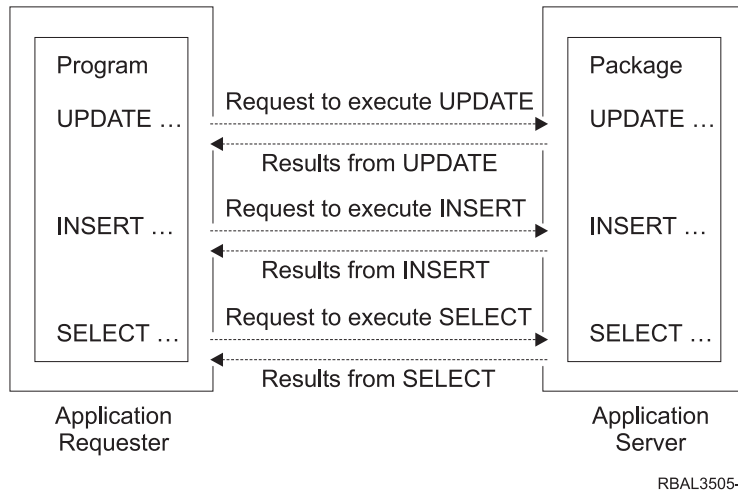 Program
Package
Request to execute UPDATE
UPDATE …
UPDATE …
Results from UPDATE
Request to execute INSERT
INSERT …
INSERT …
Results from INSERT
Request to execute SELECT
SELECT …
SELECT …
Results from SELECT
Application
Requester
Application
Server
RBAL3505-